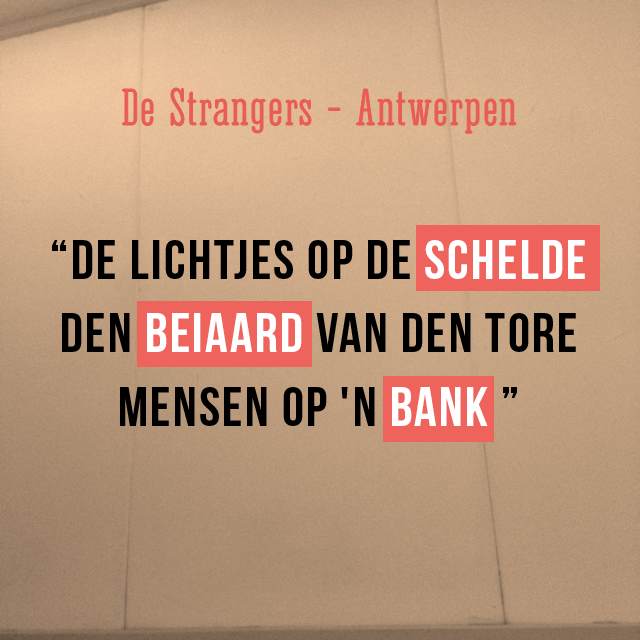 De Strangers - Antwerpen
“DE LICHTJES OP DE SCHELDE
DEN BEIAARD VAN DEN TORE
MENSEN OP 'N BANK ”